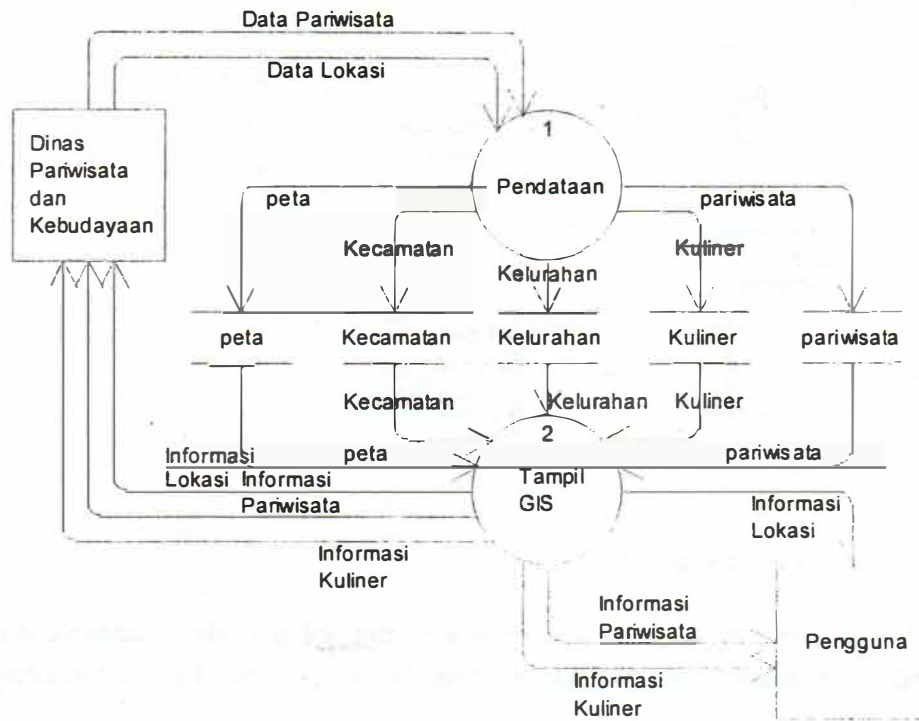 Data Pariwisata
Data Lokasi
Dinas
Pariwisata
dan
Kebudayaan
1
Pendataan
peta
pariwisata
Kecamatan
Kuliner
Kelurahan
peta
Kecamatan
Kelurahan
Kuliner
pariwisata
Kecamatan
Kelurahan
Kuliner
2
Tampil
GIS
Informasi
Lokasi Informasi
Pariwisata
peta
pariwisata
Informasi
Lokasi
Informasi
Kuliner
Informasi
Pariwisata
Pengguna
Informasi
Kuliner